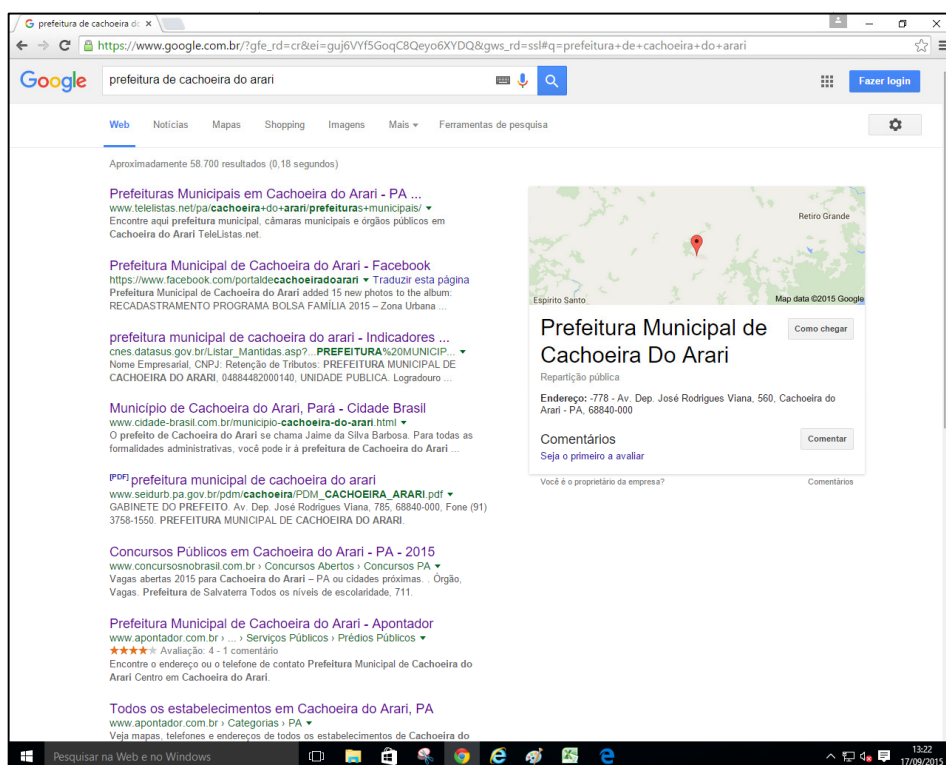 prefeitura de cachoeira do
https://www.google.com.br/?gfe_rd=cr&ei=guj6VYf5GoqC8Qeyo6XYDQ&gws_rd=ssl#q=prefeitura+de+cachoeira+do+arari
Google
prefeitura de cachoeira do arari
Fazer login
Web Notícias Mapas Shopping Imagens Mais Ferramentas de pesquisa
Aproximadamente 58.700 resultados (0,18 segundos)
Prefeituras Municipais em Cachoeira do Arari - PA ...
www.telelistas.net/pa/cachoeira+do+arari/prefeituras+municipais/
Encontre aqui prefeitura municipal, câmaras municipais e órgãos públicos em
Cachoeira do Arari TeleListas.net.
Prefeitura Municipal de Cachoeira do Arari - Facebook
https://www.facebook.com/portaldecachoeiradoarari Traduzir esta página
Prefeitura Municipal de Cachoeira do Arari added 15 new photos to the album:
RECADASTRAMENTO PROGRAMA BOLSA FAMÍLIA 2015 – Zona Urbana ...
prefeitura municipal de cachoeira do arari - Indicadores ...
cnes.datasus.gov.br/Listar_Mantidas.asp?...PREFEITURA%20MUNICIP...
Nome Empresarial, CNPJ: Retenção de Tributos: PREFEITURA MUNICIPAL DE
CACHOEIRA DO ARARI, 04884482000140, UNIDADE PUBLICA. Logradouro ...
Município de Cachoeira do Arari, Pará - Cidade Brasil
www.cidade-brasil.com.br/municipio-cachoeira-do-arari.html
O prefeito de Cachoeira do Arari se chama Jaime da Silva Barbosa. Para todas as
formalidades administrativas, você pode ir à prefeitura de Cachoeira do Arari ...
[PDF] prefeitura municipal de cachoeira do arari
www.seidurb.pa.gov.br/pdm/cachoeira/PDM_CACHOEIRA_ARARI.pdf
GABINETE DO PREFEITO. Av. Dep. José Rodrigues Viana, 785, 68840-000, Fone (91)
3758-1550. PREFEITURA MUNICIPAL DE CACHOEIRA DO ARARI.
Concursos Públicos em Cachoeira do Arari - PA - 2015
www.concursosnobrasil.com.br › Concursos Abertos › Concursos PA
Vagas abertas 2015 para Cachoeira do Arari – PA ou cidades próximas. . Órgão,
Vagas. Prefeitura de Salvaterra Todos os níveis de escolaridade, 711.
Prefeitura Municipal de Cachoeira do Arari - Apontador
www.apontador.com.br › ... › Serviços Públicos › Prédios Públicos
Avaliação: 4 - 1 comentário
Encontre o endereço ou o telefone de contato Prefeitura Municipal de Cachoeira do
Arari Centro em Cachoeira do Arari.
Todos os estabelecimentos em Cachoeira do Arari, PA
www.apontador.com.br › Categorias › PA
Veja mapas, telefones e endereços de todos os estabelecimentos de Cachoeira do
Retiro Grande
Espírito Santo
Map data ©2015 Google
Prefeitura Municipal de
Cachoeira Do Arari
Como chegar
Repartição pública
Endereço: -778 - Av. Dep. José Rodrigues Viana, 560, Cachoeira do
Arari - PA, 68840-000
Comentários
Comentar
Seja o primeiro a avaliar
Você é o proprietário da empresa?
Comentários
Pesquisar na Web e no Windows
13:22
17/09/2015